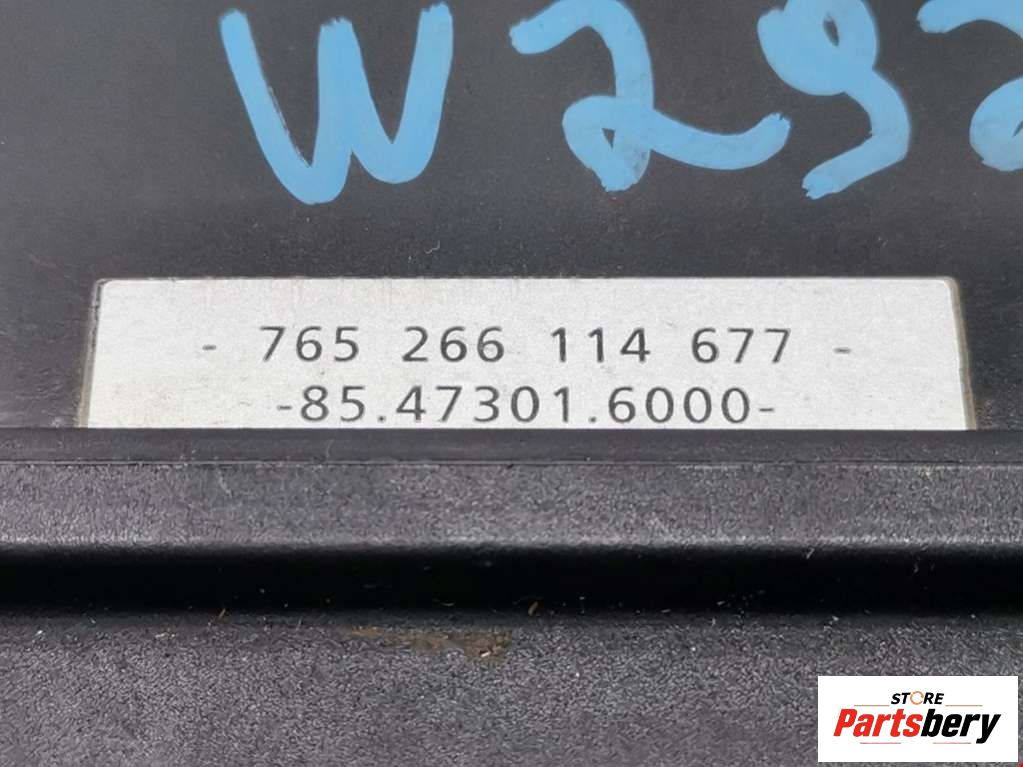 W292
- 765 266 114 677 -
-85.47301.6000-
STORE
Partsbery